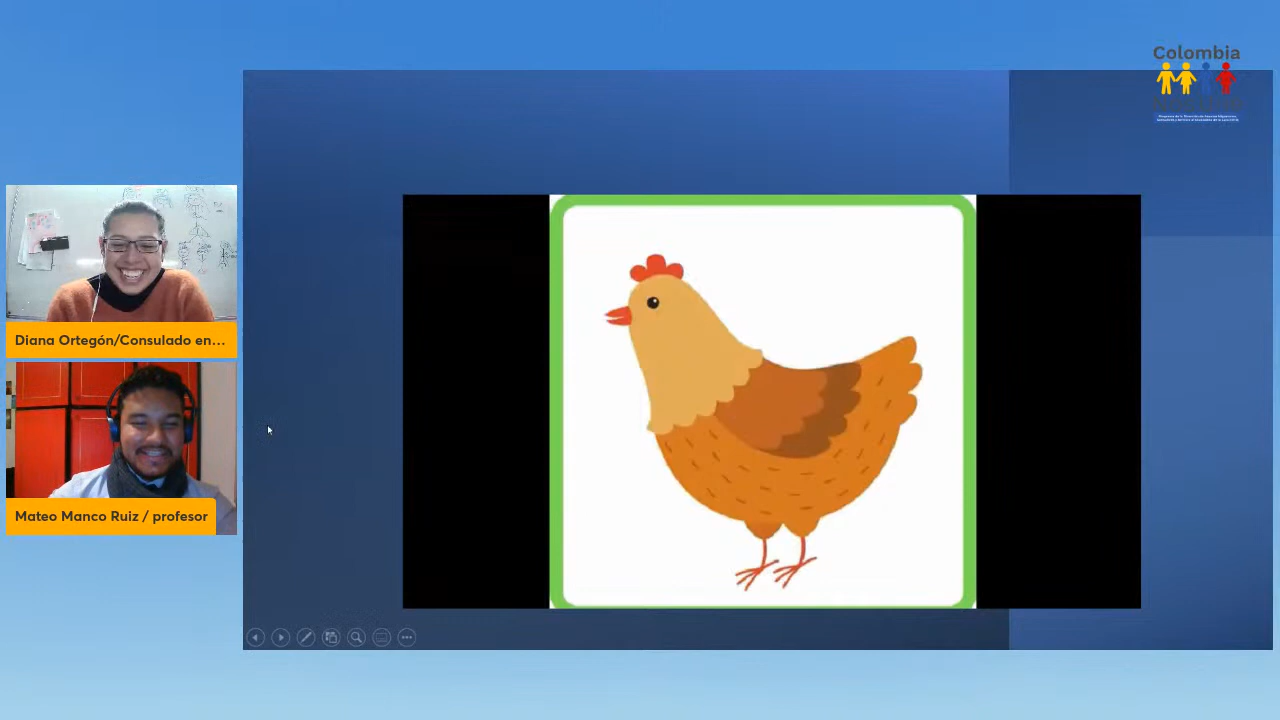 Colombia
Diana Ortegón/Consulado en...
Mateo Manco Ruiz / profesor